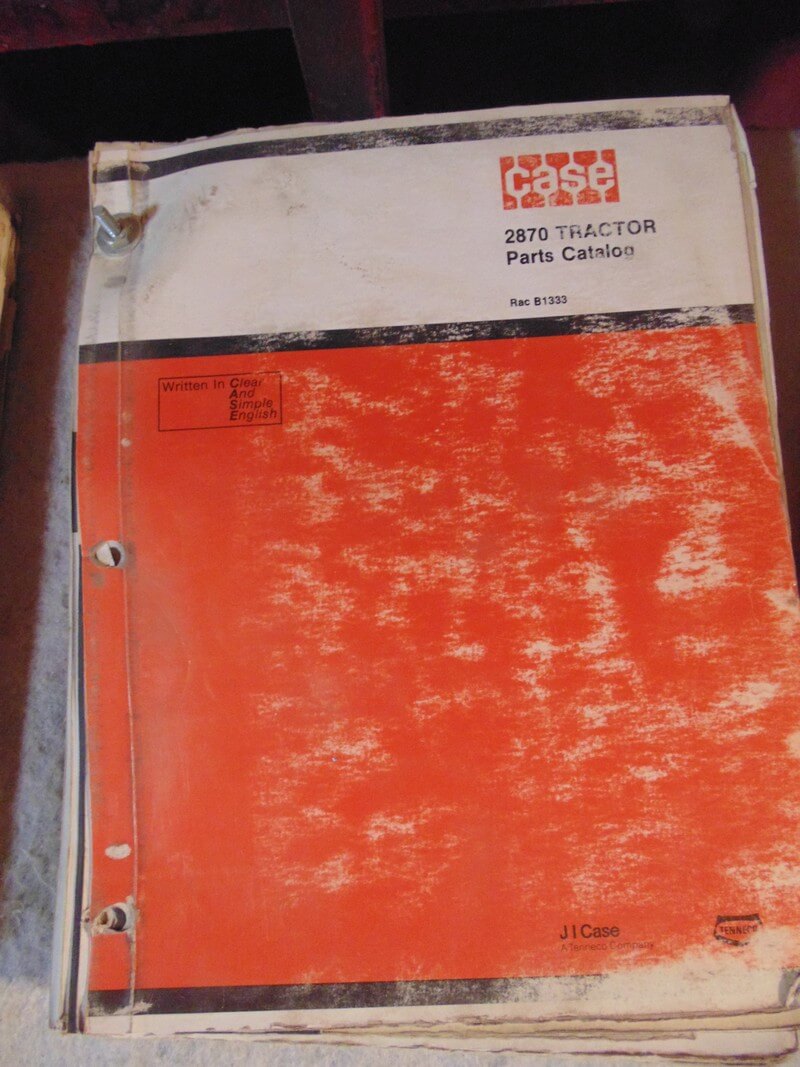 case
2870 TRACTOR
Parts Catalog
Rac B1333
Written In Clear
And
Simple
English
J I Case
A Tenneco Company
TENNECO